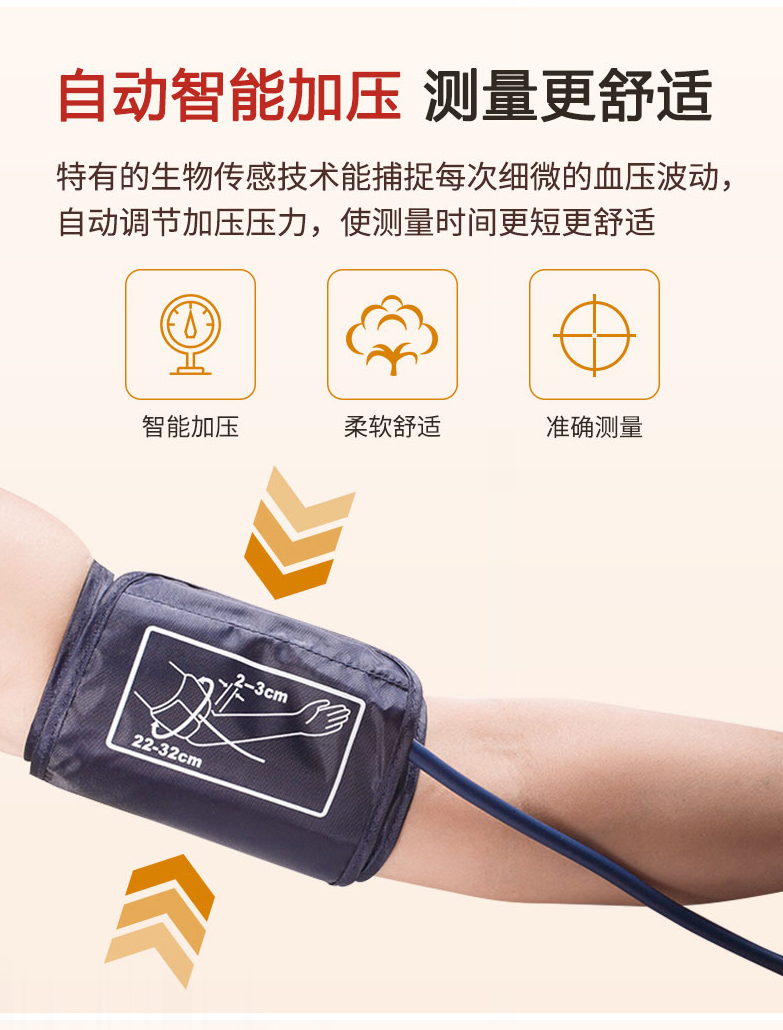 自动智能加压 测量更舒适
特有的生物传感技术能捕捉每次细微的血压波动，
自动调节加压压力，使测量时间更短更舒适
智能加压
柔软舒适
准确测量
2-3cm
22-32cm